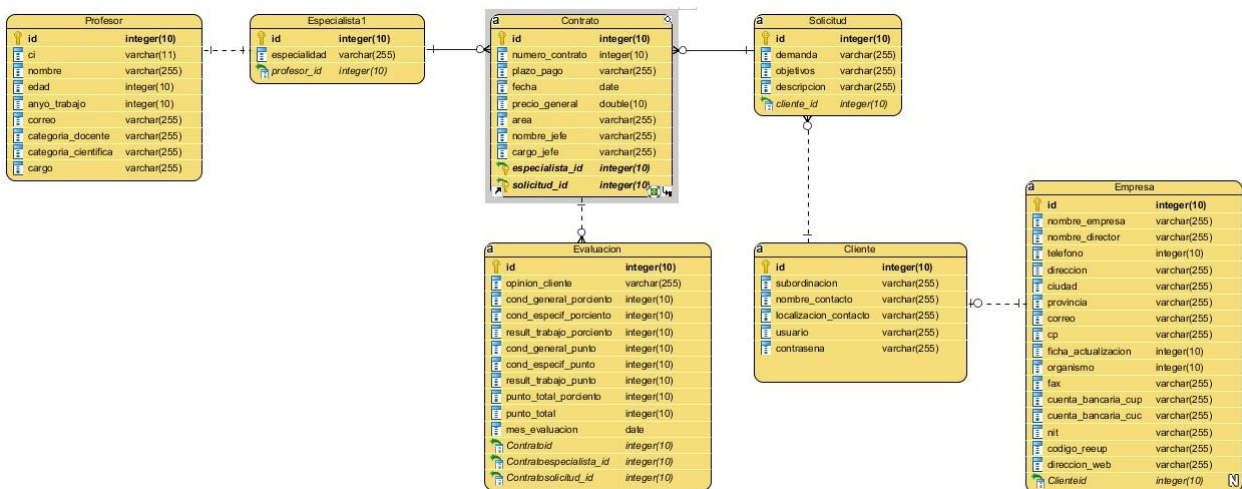 Profesor
id integer(10)
ci varchar(11)
nombre varchar(255)
edad integer(10)
anyo_trabajo integer(10)
correo varchar(255)
categoria_docente varchar(255)
categoria_cientifica varchar(255)
cargo varchar(255)
Especialista1
id integer(10)
especialidad varchar(255)
profesor_id integer(10)
a Contrato
id integer(10)
numero_contrato integer(10)
plazo_pago varchar(255)
fecha date
precio_general double(10)
area varchar(255)
nombre_jefe varchar(255)
cargo_jefe varchar(255)
especialista_id integer(10)
solicitud_id integer(10)
a Solicitud
id integer(10)
demanda varchar(255)
objetivos varchar(255)
descripcion varchar(255)
cliente_id integer(10)
a Evaluacion
id integer(10)
opinion_cliente varchar(255)
cond_general_porciento integer(10)
cond_especif_porciento integer(10)
result_trabajo_porciento integer(10)
cond_general_punto integer(10)
cond_especif_punto integer(10)
result_trabajo_punto integer(10)
punto_total_porciento integer(10)
punto_total integer(10)
mes_evaluacion date
Contratoid integer(10)
Contratoespecialista_id integer(10)
Contratosolicitud_id integer(10)
a Cliente
id integer(10)
subordinacion varchar(255)
nombre_contacto varchar(255)
localizacion_contacto varchar(255)
usuario varchar(255)
contrasena varchar(255)
a Empresa
id integer(10)
nombre_empresa varchar(255)
nombre_director varchar(255)
telefono integer(10)
direccion varchar(255)
ciudad varchar(255)
provincia varchar(255)
correo varchar(255)
cp varchar(255)
ficha_actualizacion integer(10)
organismo integer(10)
fax varchar(255)
cuenta_bancaria_cup varchar(255)
cuenta_bancaria_cuc varchar(255)
nit varchar(255)
codigo_reeup varchar(255)
direccion_web varchar(255)
Clienteid integer(10) N